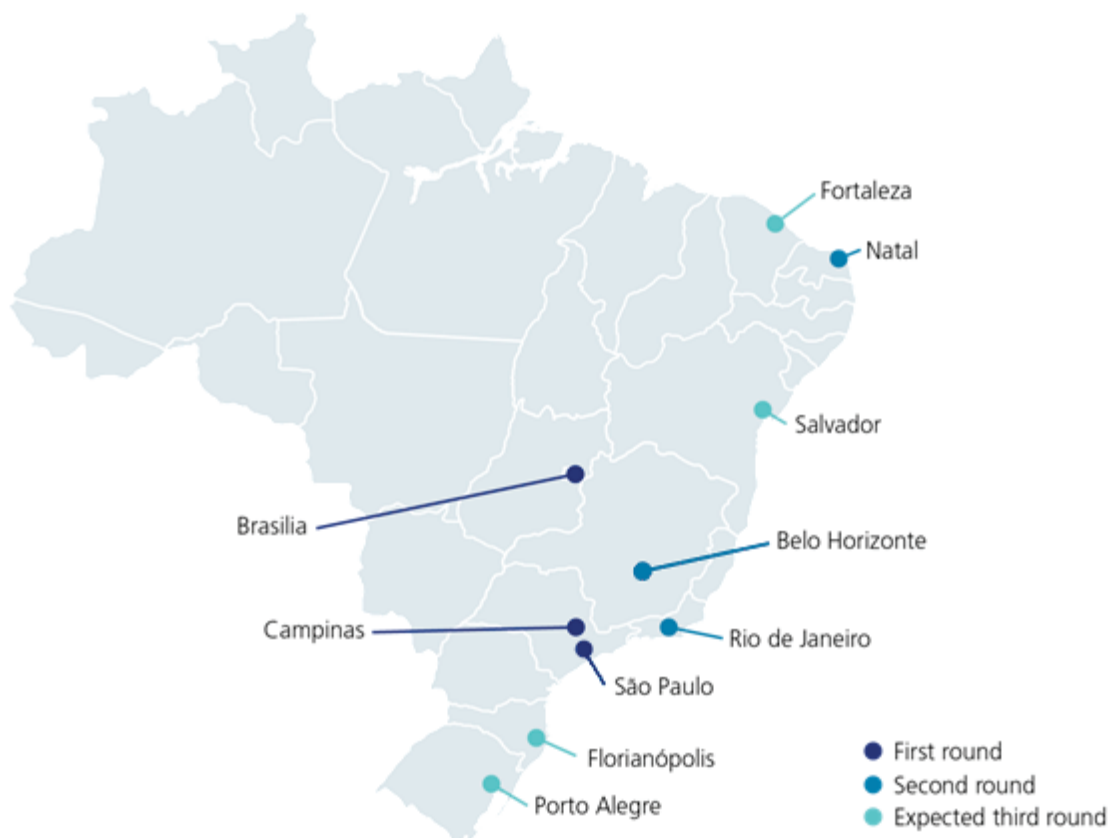 Fortaleza
Natal
Salvador
Brasilia
Belo Horizonte
Campinas
Rio de Janeiro
São Paulo
Florianópolis
Porto Alegre
First round
Second round
Expected third round